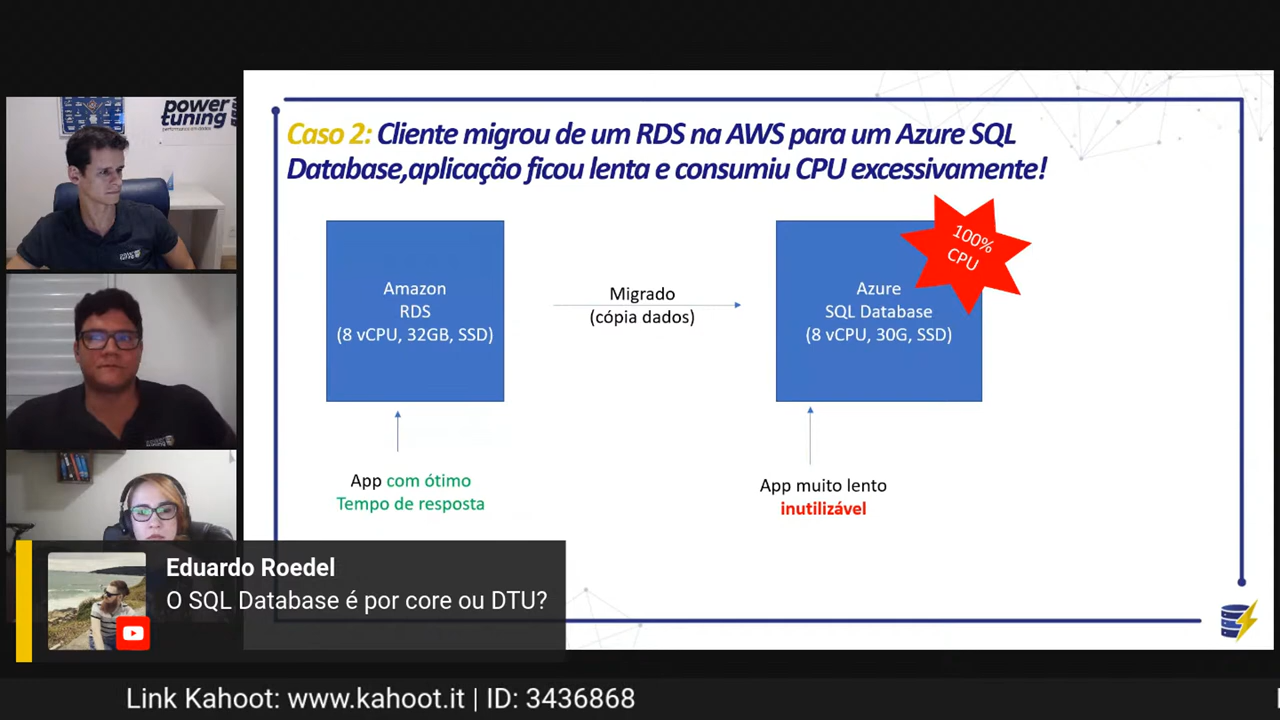 power
tuning
Caso 2: Cliente migrou de um RDS na AWS para um Azure SQL
Database,aplicação ficou lenta e consumiu CPU excessivamente!
Amazon
RDS
(8 vCPU, 32GB, SSD)
Migrado
(cópia dados)
Azure
SQL Database
(8 vCPU, 30G, SSD)
100%
CPU
App com ótimo
Tempo de resposta
App muito lento
inutilizável
Eduardo Roedel
O SQL Database é por core ou DTU?
Link Kahoot: www.kahoot.it | ID: 3436868